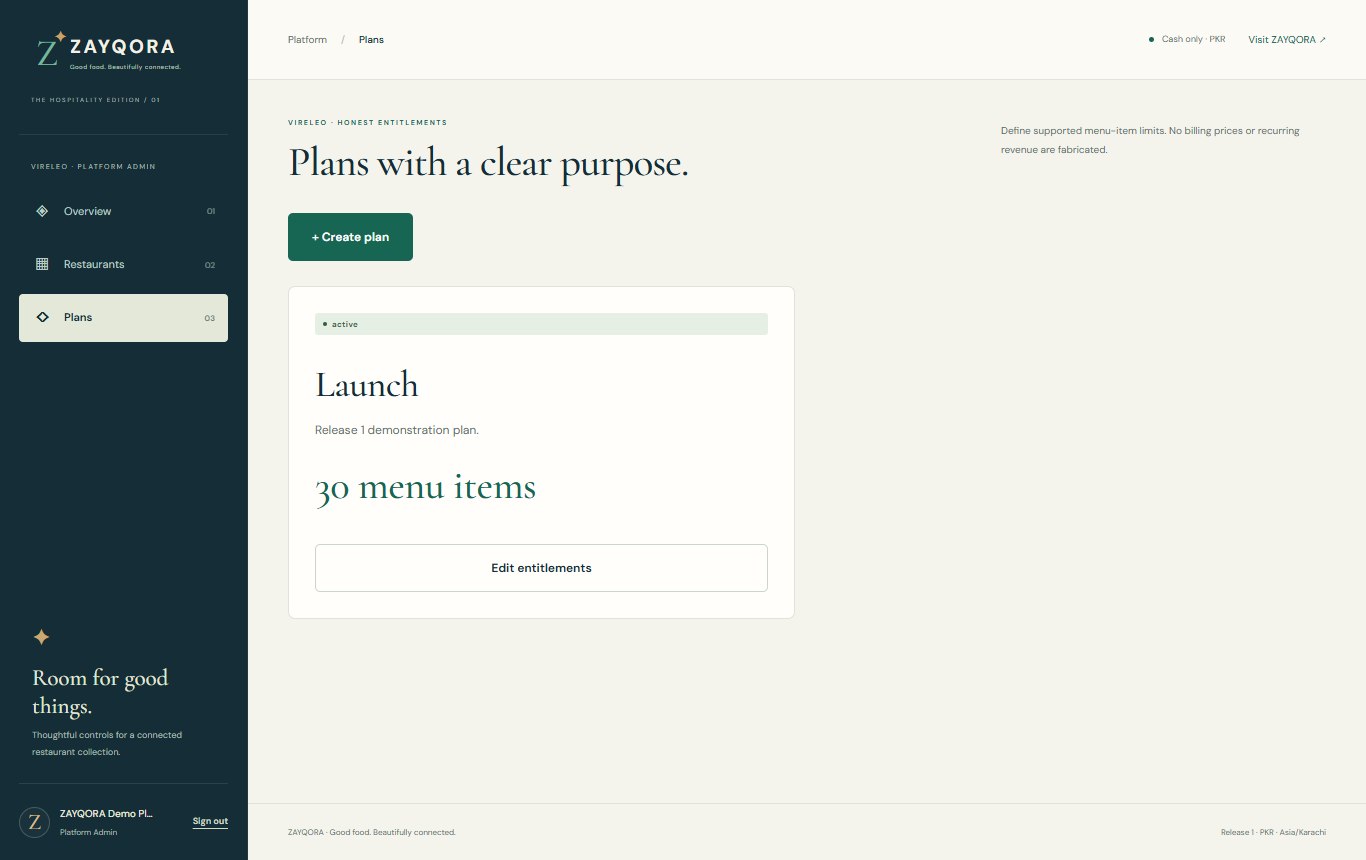 Z ZAYQORA
Good food. Beautifully connected.
THE HOSPITALITY EDITION / 01
VIRELEO · PLATFORM ADMIN
Overview 01
Restaurants 02
Plans 03
Room for good
things.
Thoughtful controls for a connected
restaurant collection.
Z
ZAYQORA Demo Pl...
Platform Admin
Sign out
Platform / Plans
Cash only · PKR
Visit ZAYQORA ↗
VIRELEO · HONEST ENTITLEMENTS
Plans with a clear purpose.
Define supported menu-item limits. No billing prices or recurring
revenue are fabricated.
+ Create plan
active
Launch
Release 1 demonstration plan.
30 menu items
Edit entitlements
ZAYQORA · Good food. Beautifully connected.
Release 1 · PKR · Asia/Karachi